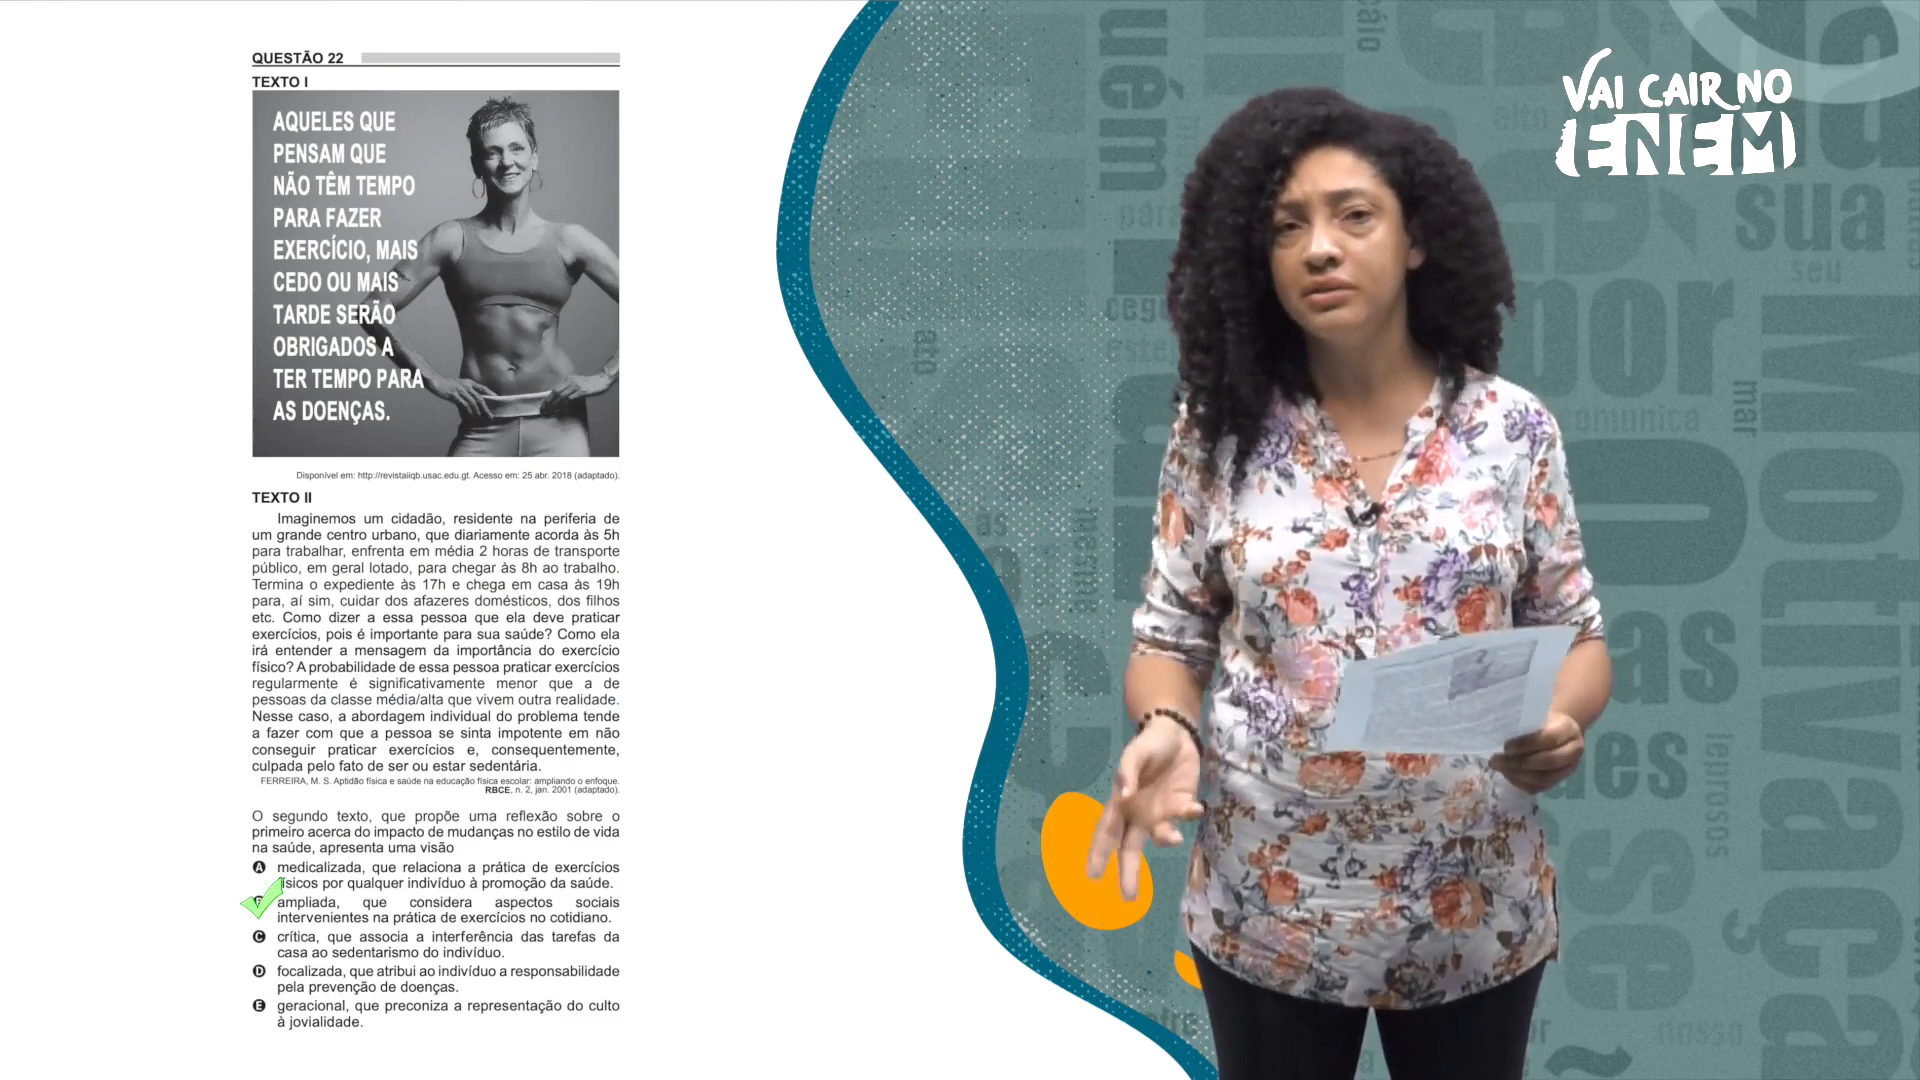 QUESTÃO 22
TEXTO I
AQUELES QUE
PENSAM QUE
NÃO TÊM TEMPO
PARA FAZER
EXERCÍCIO, MAIS
CEDO OU MAIS
TARDE SERÃO
OBRIGADOS A
TER TEMPO PARA
AS DOENÇAS.
Disponível em: http://revistaiiqb.usac.edu.gt. Acesso em: 25 abr. 2018 (adaptado).
TEXTO II
Imaginemos um cidadão, residente na periferia de
um grande centro urbano, que diariamente acorda às 5h
para trabalhar, enfrenta em média 2 horas de transporte
público, em geral lotado, para chegar às 8h ao trabalho.
Termina o expediente às 17h e chega em casa às 19h
para, aí sim, cuidar dos afazeres domésticos, dos filhos
etc. Como dizer a essa pessoa que ela deve praticar
exercícios, pois é importante para sua saúde? Como ela
irá entender a mensagem da importância do exercício
físico? A probabilidade de essa pessoa praticar exercícios
regularmente é significativamente menor que a de
pessoas da classe média/alta que vivem outra realidade.
Nesse caso, a abordagem individual do problema tende
a fazer com que a pessoa se sinta impotente em não
conseguir praticar exercícios e, consequentemente,
culpada pelo fato de ser ou estar sedentária.
FERREIRA, M. S. Aptidão física e saúde na educação física escolar: ampliando o enfoque.
RBCE, n. 2, jan. 2001 (adaptado).
O segundo texto, que propõe uma reflexão sobre o
primeiro acerca do impacto de mudanças no estilo de vida
na saúde, apresenta uma visão
A medicalizada, que relaciona a prática de exercícios
físicos por qualquer indivíduo à promoção da saúde.
ampliada, que considera aspectos sociais
intervenientes na prática de exercícios no cotidiano.
C crítica, que associa a interferência das tarefas da
casa ao sedentarismo do indivíduo.
D focalizada, que atribui ao indivíduo a responsabilidade
pela prevenção de doenças.
E geracional, que preconiza a representação do culto
à jovialidade.
VAI CAIR NO
ENEM
uém
por
sua
seu
mar
comunica
ato
as
leprosos
nosso
Motivaça